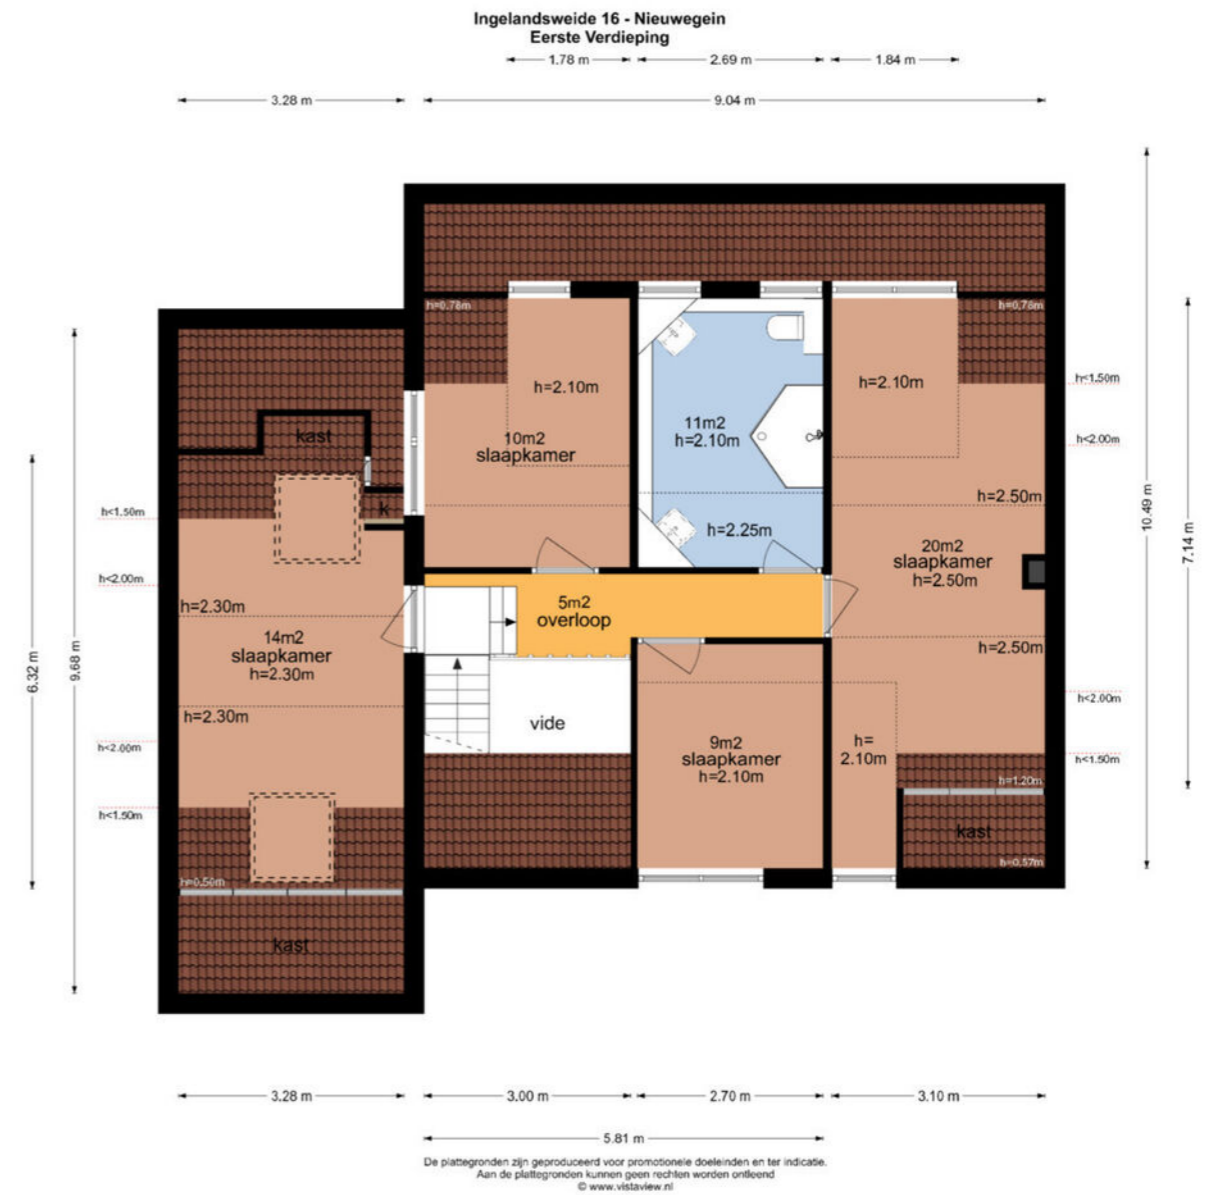 Ingelandsweide 16 - Nieuwegein
Eerste Verdieping
1.78 m
2.69 m
1.84 m
3.28 m
9.04 m
h=0.78m
h=0.78m
h=2.10m
h=2.10m
h<1.50m
h<2.00m
kast
10m2
slaapkamer
11m2
h=2.10m
h=2.50m
k
h<1.50m
h=2.25m
10.49 m
7.14 m
20m2
slaapkamer
h=2.50m
h<2.00m
h=2.30m
5m2
overloop
14m2
slaapkamer
h=2.30m
h=2.50m
6.32 m
9.68 m
h=2.30m
h<2.00m
vide
h<2.00m
9m2
slaapkamer
h=2.10m
h=
2.10m
h<1.50m
h=1.20m
h<1.50m
kast
h=0.57m
h=0.50m
kast
3.28 m
3.00 m
2.70 m
3.10 m
5.81 m
De plattegronden zijn geproduceerd voor promotionele doeleinden en ter indicatie.
Aan de plattegronden kunnen geen rechten worden ontleend
© www.vistaview.nl